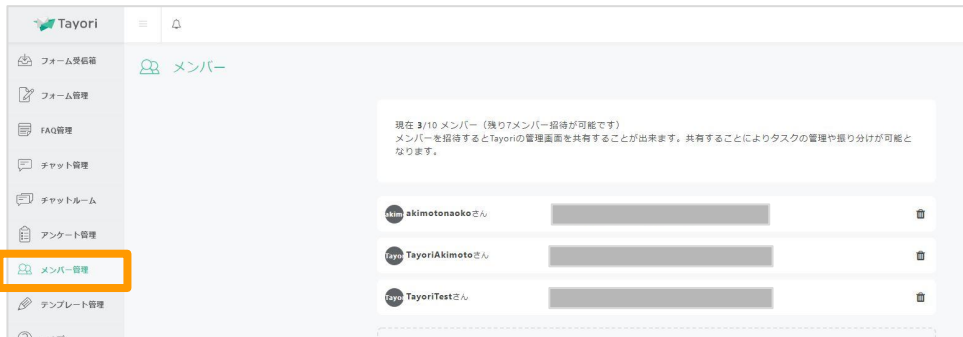 Tayori
フォーム受信箱
フォーム管理
FAQ管理
チャット管理
チャットルーム
アンケート管理
メンバー管理
テンプレート管理
メンバー
現在 3/10 メンバー（残り7メンバー招待が可能です）
メンバーを招待するとTayoriの管理画面を共有することが出来ます。共有することによりタスクの管理や振り分けが可能と
なります。
akim akimotonaokoさん
Tayo TayoriAkimotoさん
Tayo TayoriTestさん